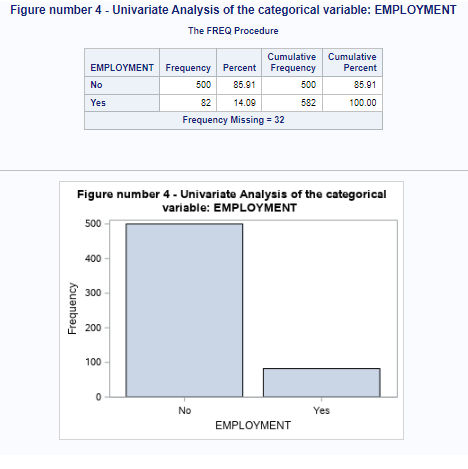 Figure number 4 - Univariate Analysis of the categorical variable: EMPLOYMENT
The FREQ Procedure
EMPLOYMENT Frequency Percent Cumulative Frequency Cumulative Percent
No 500 85.91 500 85.91
Yes 82 14.09 582 100.00
Frequency Missing = 32
Figure number 4 - Univariate Analysis of the categorical
variable: EMPLOYMENT
500
400
300
200
100
0
Frequency
No Yes
EMPLOYMENT